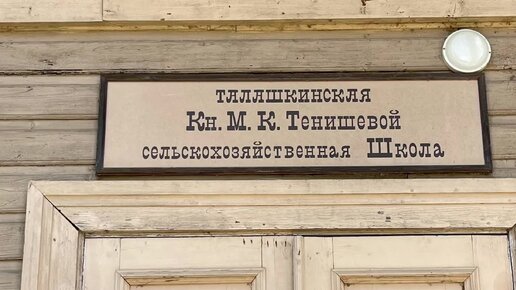 Талашкинская
Кн. М. К. Тенишевой
сельскохозяйственная Школа